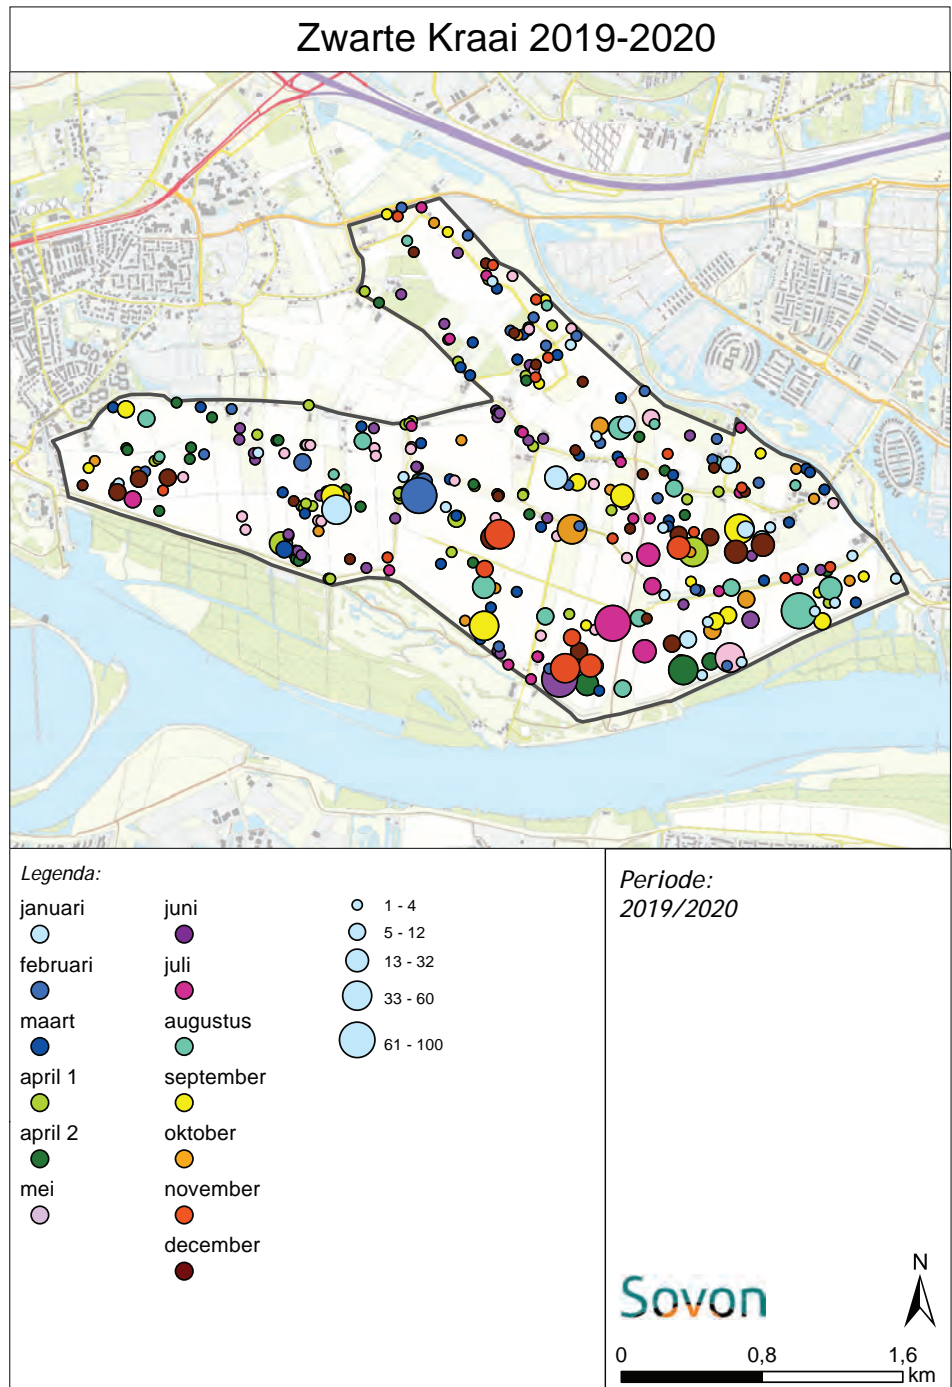 Zwarte Kraai 2019-2020
Legenda:
januari
februari
maart
april 1
april 2
mei
juni
juli
augustus
september
oktober
november
december
1 - 4
5 - 12
13 - 32
33 - 60
61 - 100
Periode:
2019/2020
Sovon
N
0 0,8 1,6
km